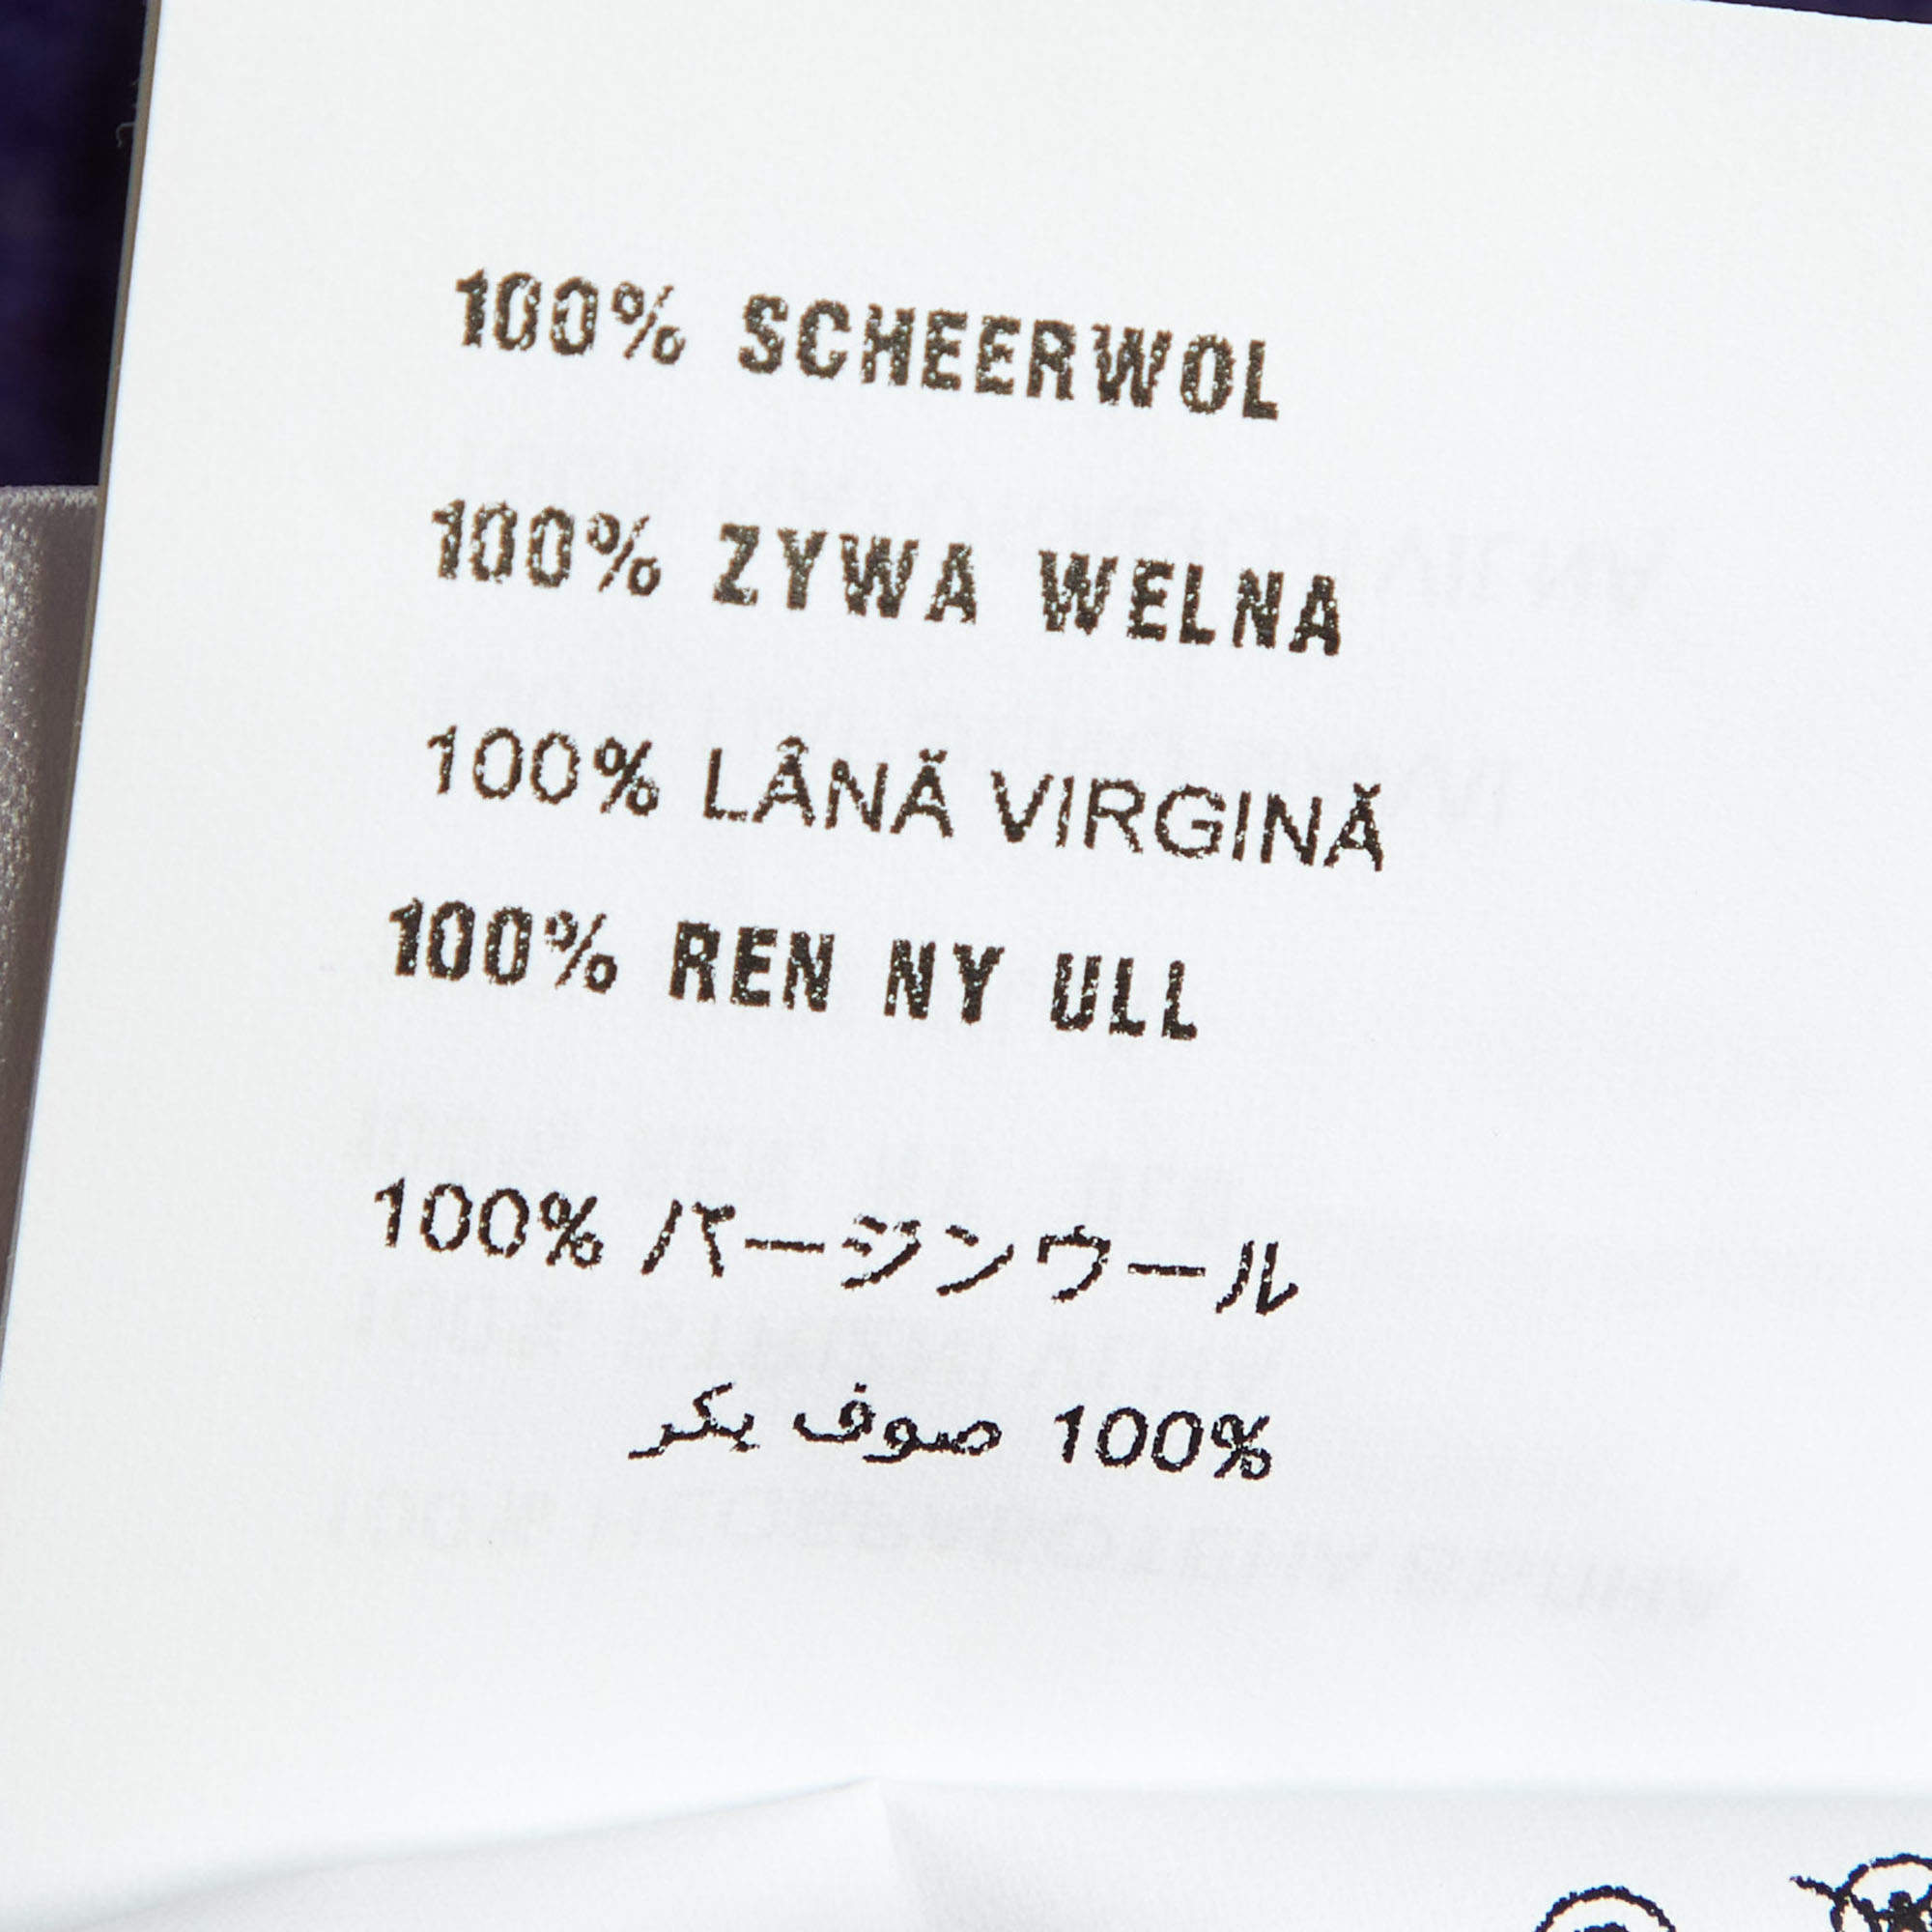 100% SCHEERWOL
100% ZYWA WELNA
100% LÂNĂ VIRGINĂ
100% REN NY ULL
100% バージンウール
100% صوف بكر